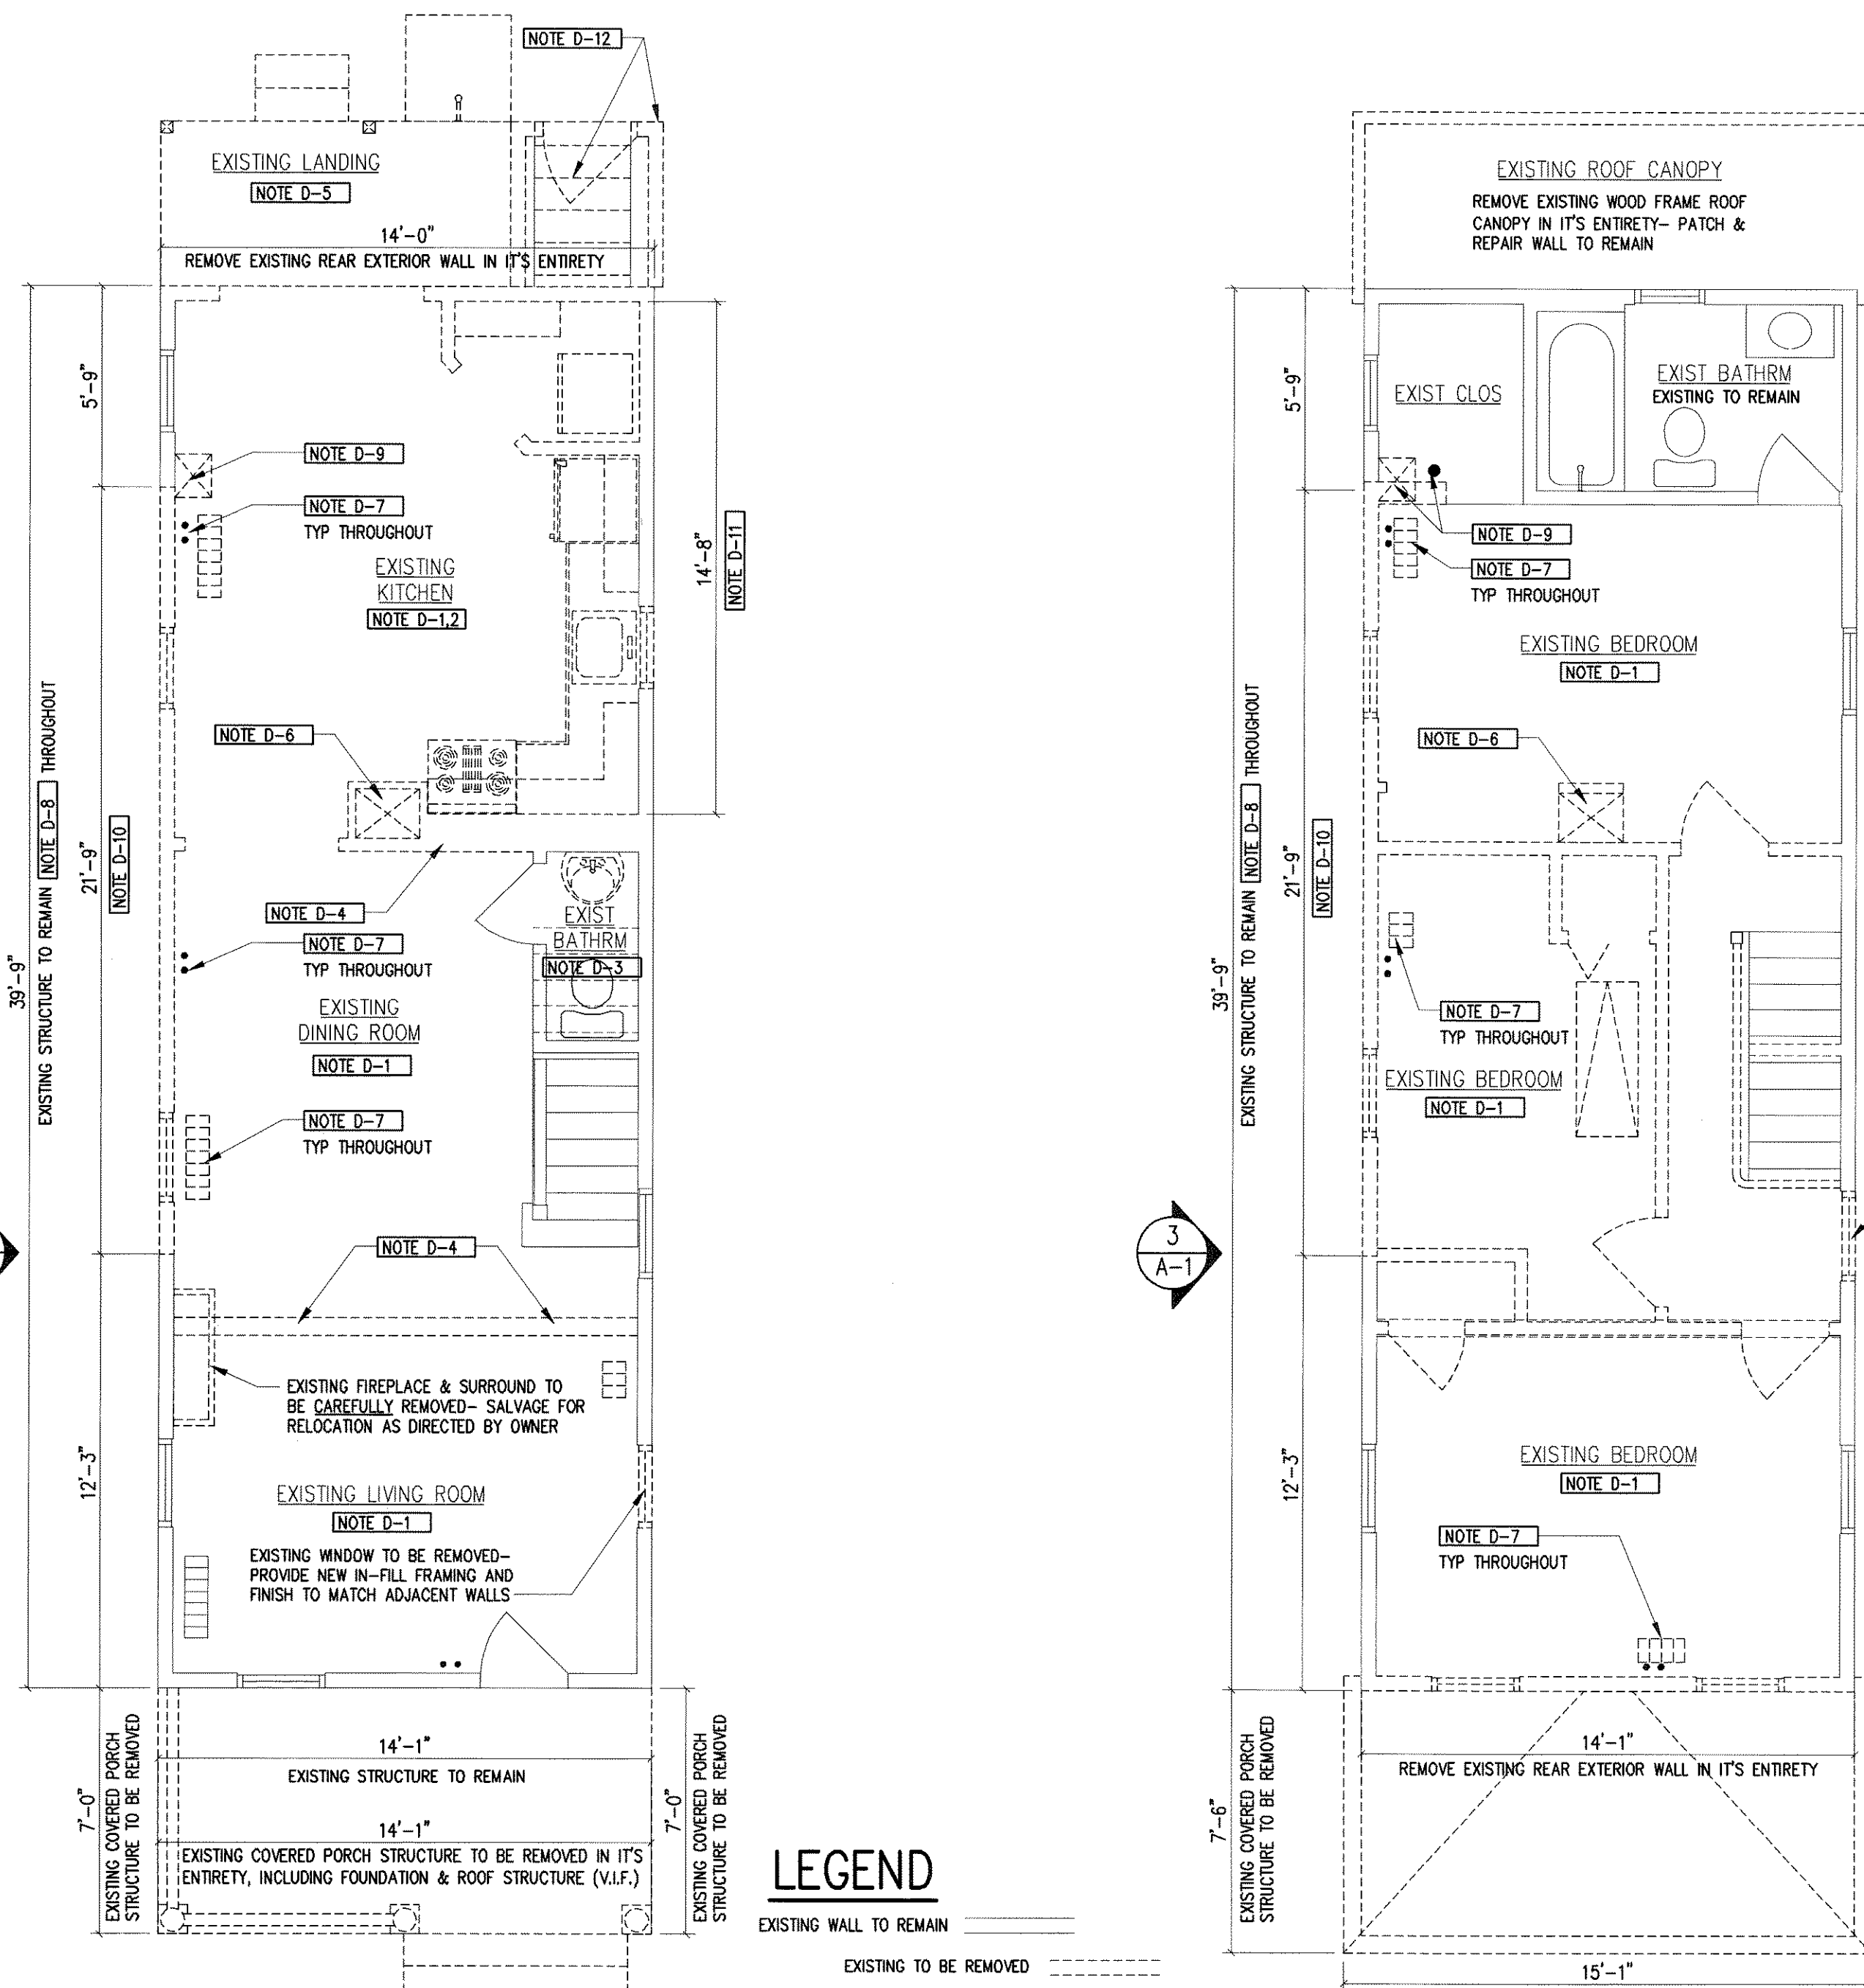 NOTE D-12
EXISTING LANDING
NOTE D-5
14'-0"
REMOVE EXISTING REAR EXTERIOR WALL IN IT'S ENTIRETY
5'-9"
NOTE D-9
NOTE D-7
TYP THROUGHOUT
EXISTING
KITCHEN
NOTE D-1,2
14'-8"
NOTE D-11
NOTE D-6
39'-9"
EXISTING STRUCTURE TO REMAIN NOTE D-8 THROUGHOUT
21'-9"
NOTE D-10
NOTE D-4
NOTE D-7
TYP THROUGHOUT
EXIST
BATHRM
NOTE D-3
EXISTING
DINING ROOM
NOTE D-1
NOTE D-7
TYP THROUGHOUT
NOTE D-4
EXISTING FIREPLACE & SURROUND TO
BE CAREFULLY REMOVED- SALVAGE FOR
RELOCATION AS DIRECTED BY OWNER
12'-3"
EXISTING LIVING ROOM
NOTE D-1
EXISTING WINDOW TO BE REMOVED-
PROVIDE NEW IN-FILL FRAMING AND
FINISH TO MATCH ADJACENT WALLS
7'-0"
EXISTING COVERED PORCH
STRUCTURE TO BE REMOVED
14'-1"
EXISTING STRUCTURE TO REMAIN
14'-1"
EXISTING COVERED PORCH STRUCTURE TO BE REMOVED IN IT'S
ENTIRETY, INCLUDING FOUNDATION & ROOF STRUCTURE (V.I.F.)
7'-0"
EXISTING COVERED PORCH
STRUCTURE TO BE REMOVED
LEGEND
EXISTING WALL TO REMAIN
EXISTING TO BE REMOVED
EXISTING ROOF CANOPY
REMOVE EXISTING WOOD FRAME ROOF
CANOPY IN IT'S ENTIRETY- PATCH &
REPAIR WALL TO REMAIN
5'-9"
EXIST CLOS
EXIST BATHRM
EXISTING TO REMAIN
NOTE D-9
NOTE D-7
TYP THROUGHOUT
EXISTING BEDROOM
NOTE D-1
NOTE D-6
39'-9"
EXISTING STRUCTURE TO REMAIN NOTE D-8 THROUGHOUT
21'-9"
NOTE D-10
NOTE D-7
TYP THROUGHOUT
EXISTING BEDROOM
NOTE D-1
3
A-1
12'-3"
EXISTING BEDROOM
NOTE D-1
NOTE D-7
TYP THROUGHOUT
7'-6"
EXISTING COVERED PORCH
STRUCTURE TO BE REMOVED
14'-1"
REMOVE EXISTING REAR EXTERIOR WALL IN IT'S ENTIRETY
15'-1"